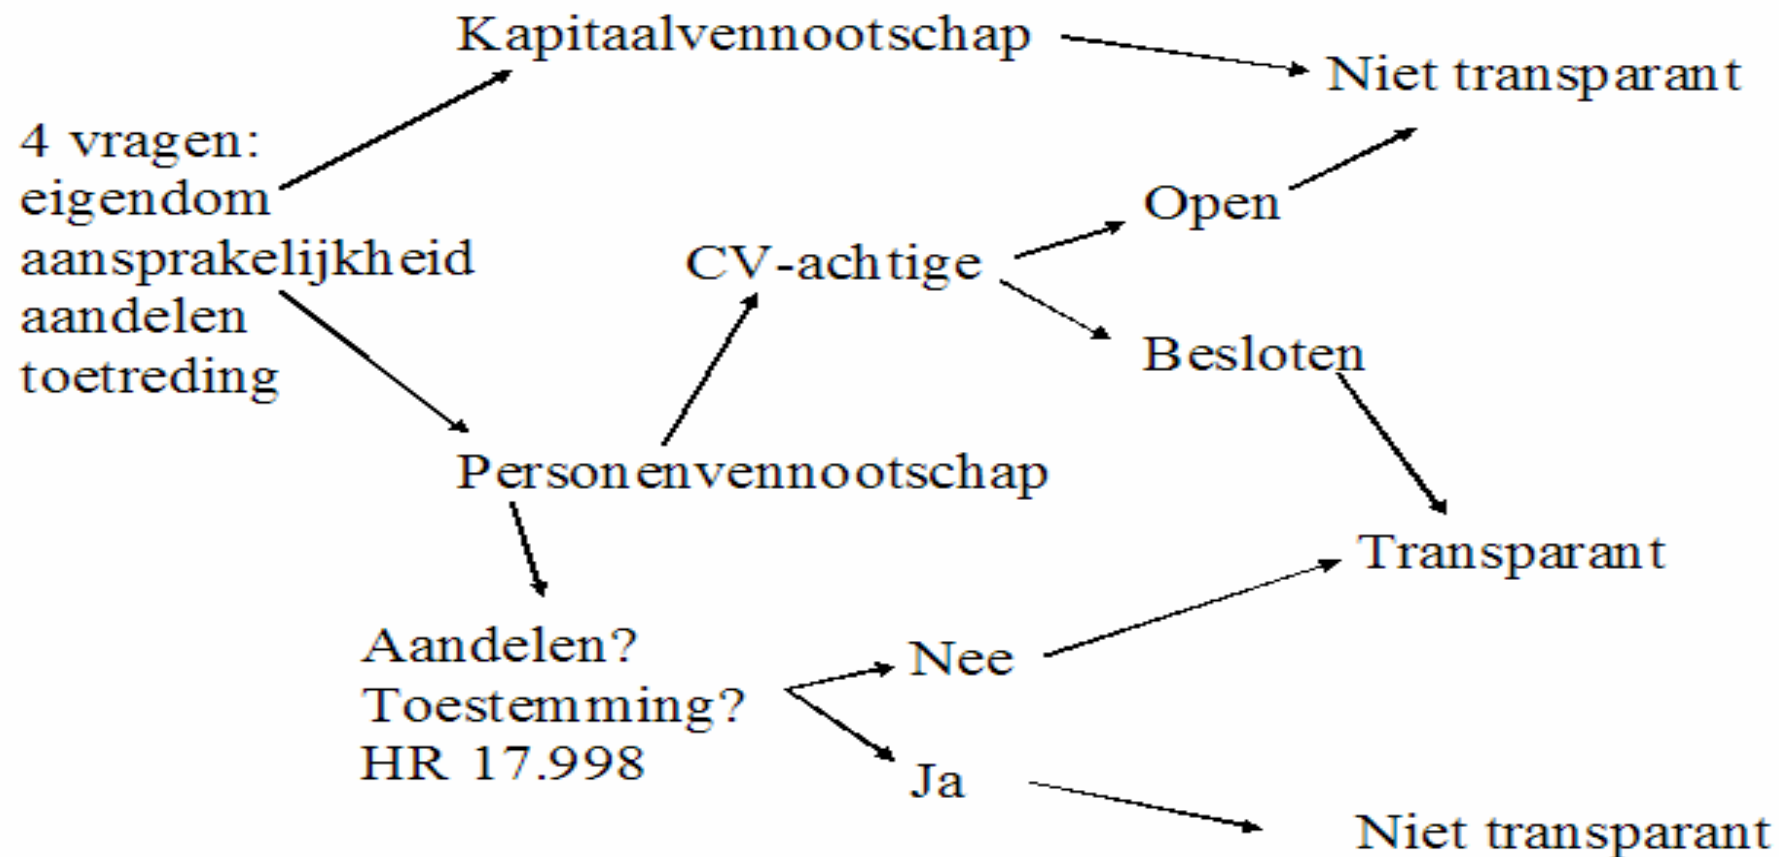 Kapitaalvennootschap
Niet transparant
4 vragen:
eigendom
aansprakelijkheid
aandelen
toetreding
Open
CV-achtige
Besloten
Personenvennootschap
Transparant
Aandelen?
Toestemming?
HR 17.998
Nee
Ja
Niet transparant